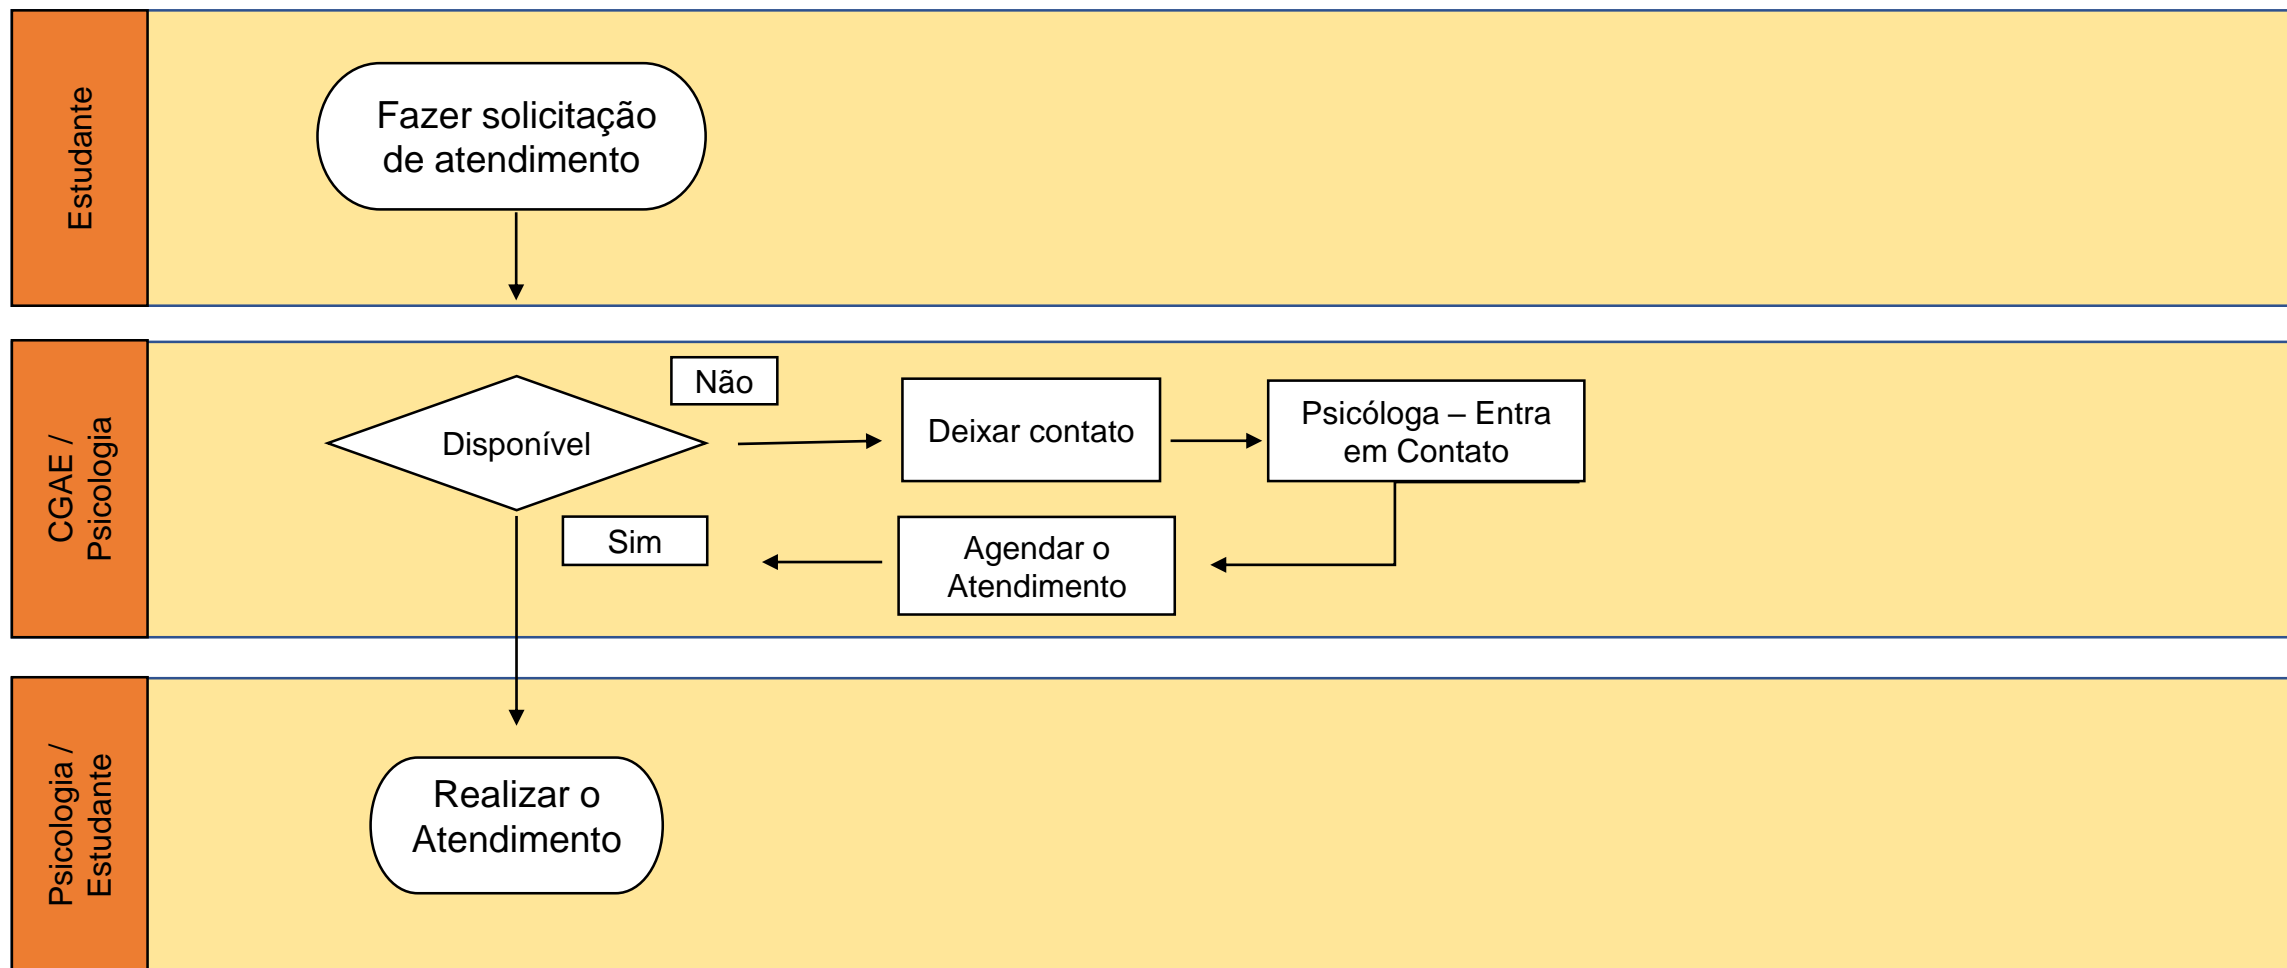 Estudante
Fazer solicitação
de atendimento
CGAE /
Psicologia
Disponível
Não
Deixar contato
Psicóloga – Entra
em Contato
Sim
Agendar o
Atendimento
Psicologia /
Estudante
Realizar o
Atendimento